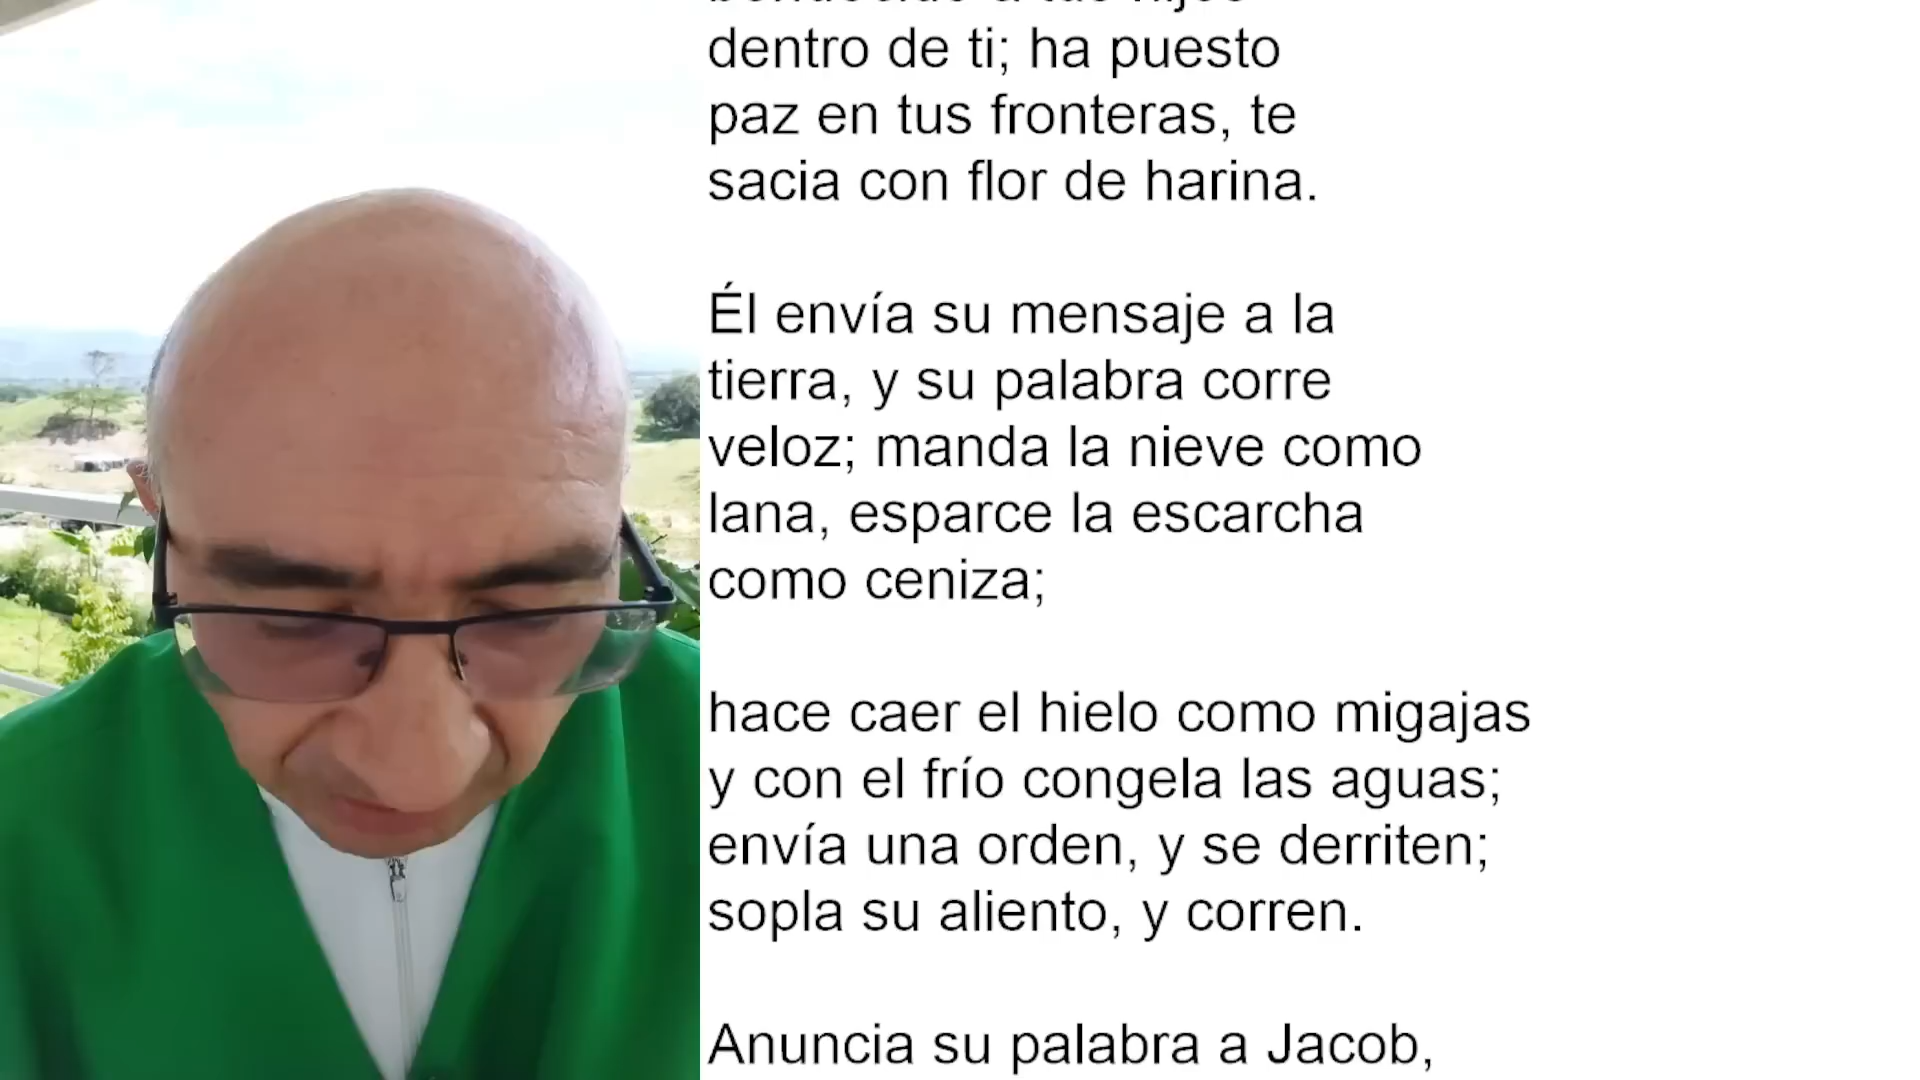 dentro de ti; ha puesto
paz en tus fronteras, te
sacia con flor de harina.
Él envía su mensaje a la
tierra, y su palabra corre
veloz; manda la nieve como
lana, esparce la escarcha
como ceniza;
hace caer el hielo como migajas
y con el frío congela las aguas;
envía una orden, y se derriten;
sopla su aliento, y corren.
Anuncia su palabra a Jacob,